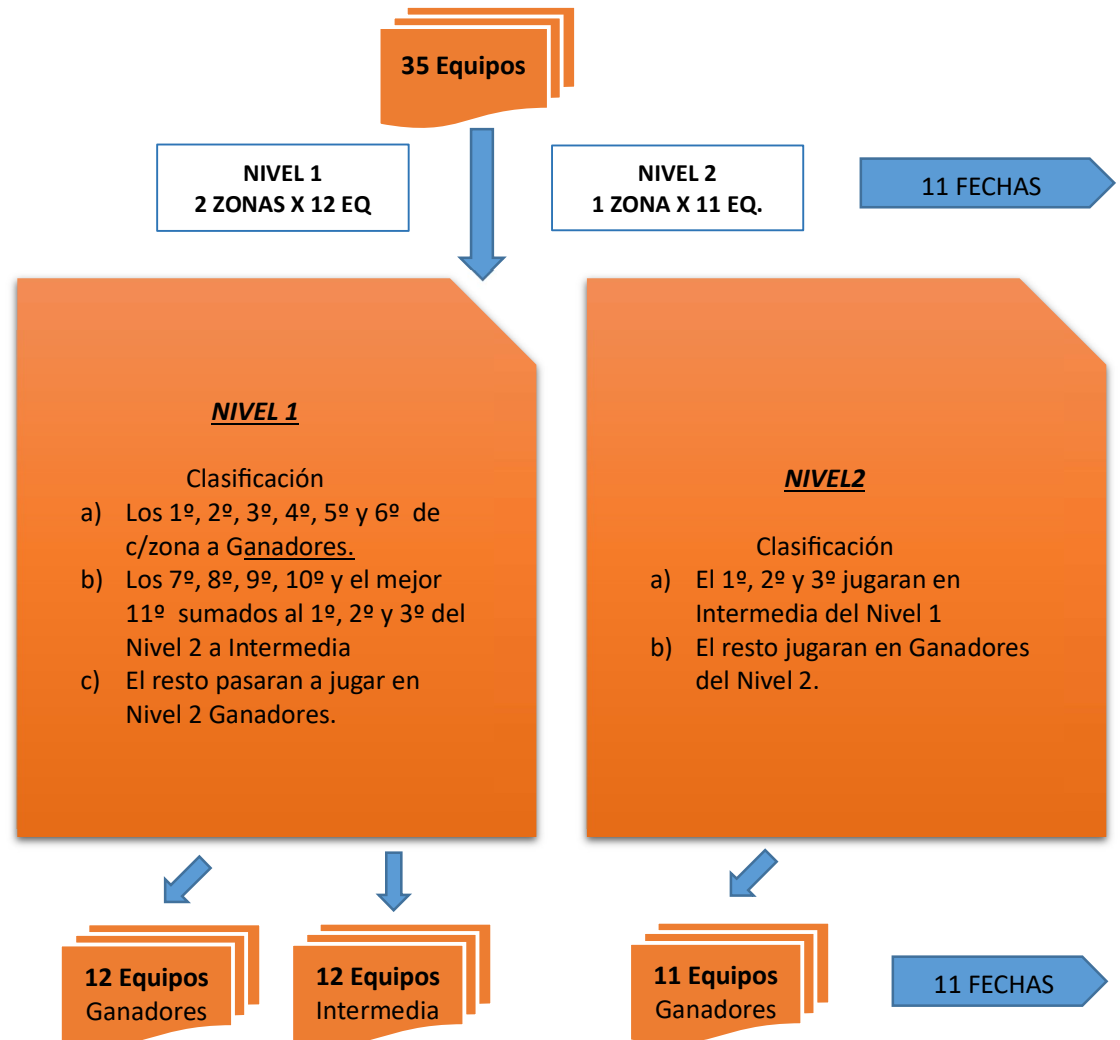 35 Equipos
NIVEL 1
2 ZONAS X 12 EQ
NIVEL 2
1 ZONA X 11 EQ.
11 FECHAS
NIVEL 1
Clasificación
a) Los 1º, 2º, 3º, 4º, 5º y 6º de
c/zona a Ganadores.
b) Los 7º, 8º, 9º, 10º y el mejor
11º sumados al 1º, 2º y 3º del
Nivel 2 a Intermedia
c) El resto pasaran a jugar en
Nivel 2 Ganadores.
NIVEL2
Clasificación
a) El 1º, 2º y 3º jugaran en
Intermedia del Nivel 1
b) El resto jugaran en Ganadores
del Nivel 2.
12 Equipos
Ganadores
12 Equipos
Intermedia
11 Equipos
Ganadores
11 FECHAS